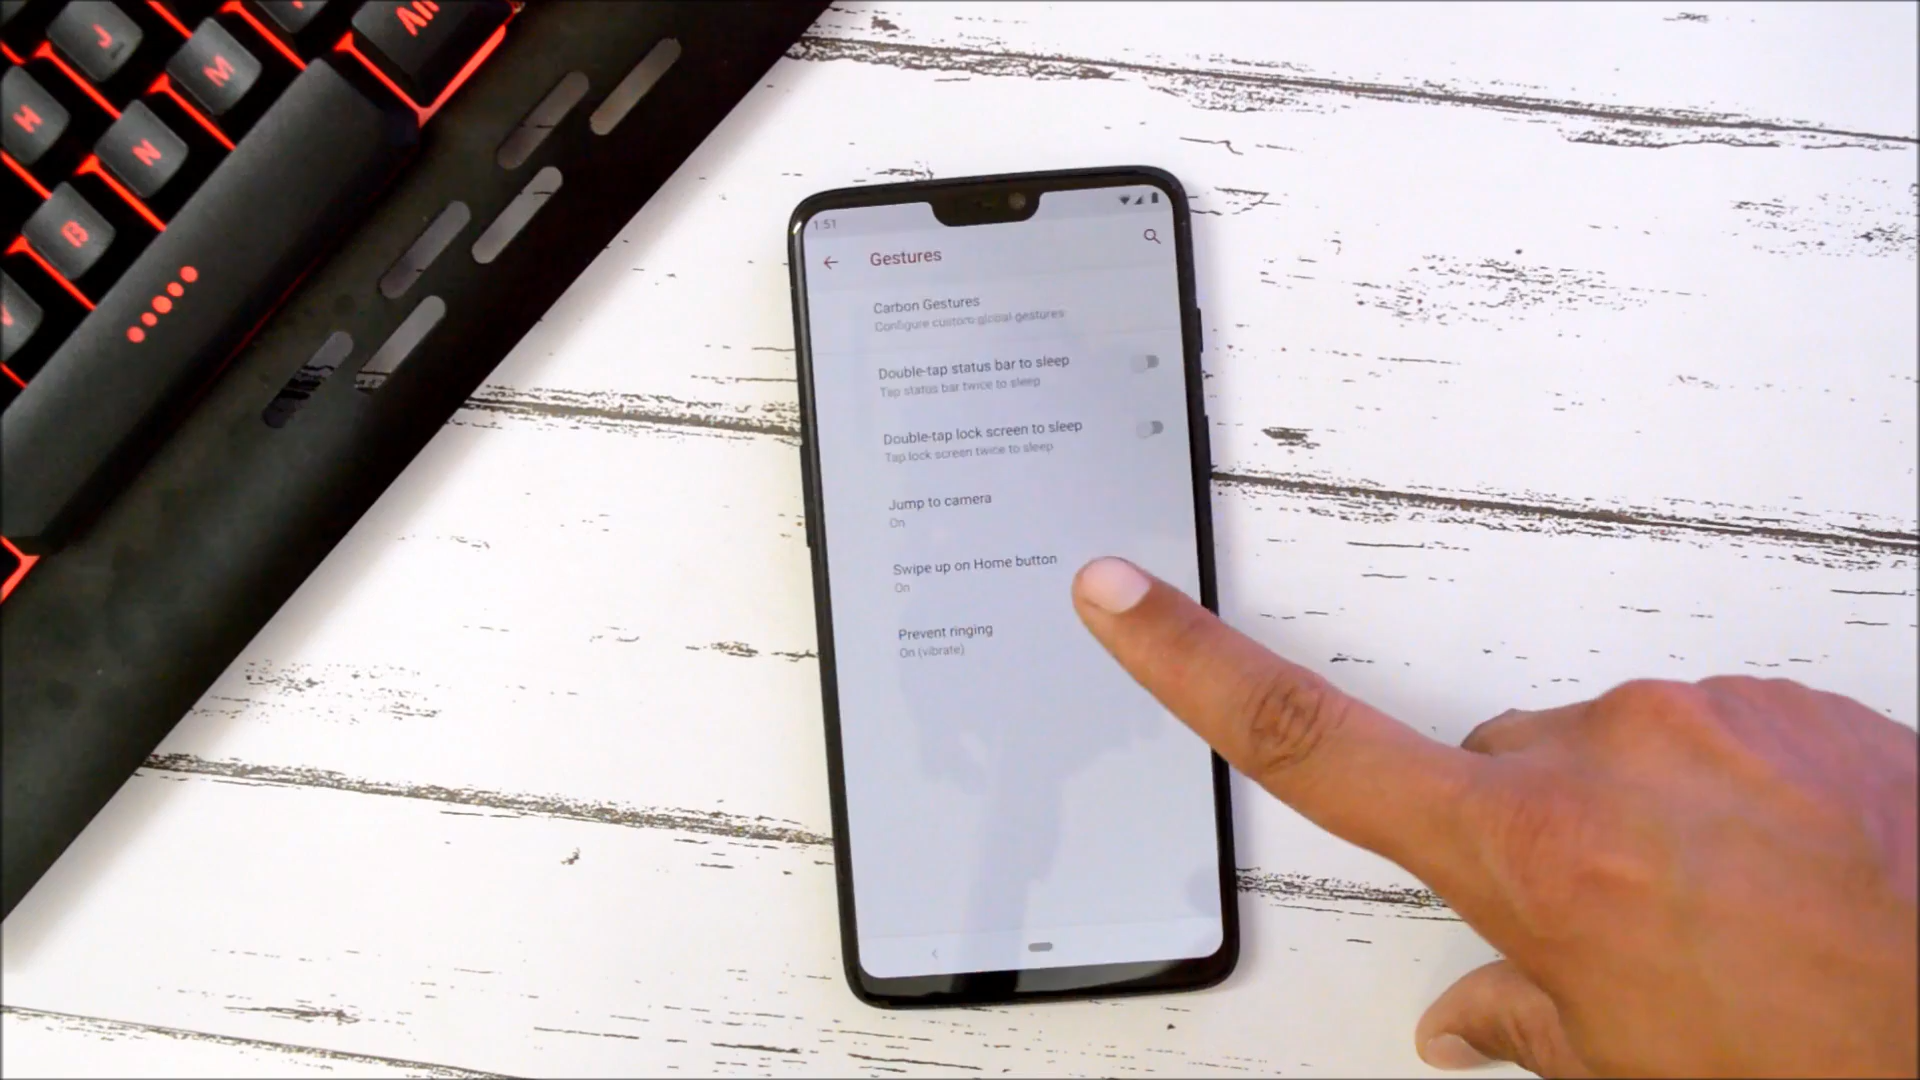 J
Alt
M
N
B
1:51
Gestures
Carbon Gestures
Configure custom global gestures
Double-tap status bar to sleep
Tap status bar twice to sleep
Double-tap lock screen to sleep
Tap lock screen twice to sleep
Jump to camera
On
Swipe up on Home button
On
Prevent ringing
On (vibrate)